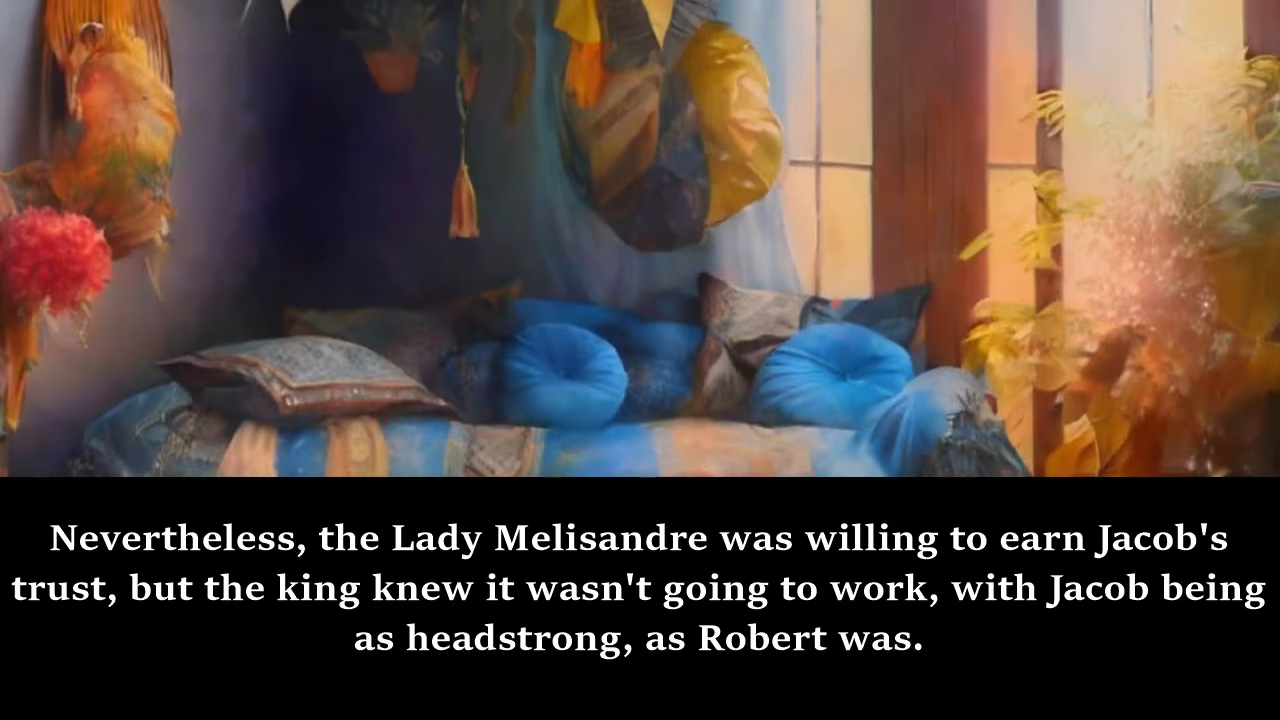 Nevertheless, the Lady Melisandre was willing to earn Jacob's
trust, but the king knew it wasn't going to work, with Jacob being
as headstrong, as Robert was.